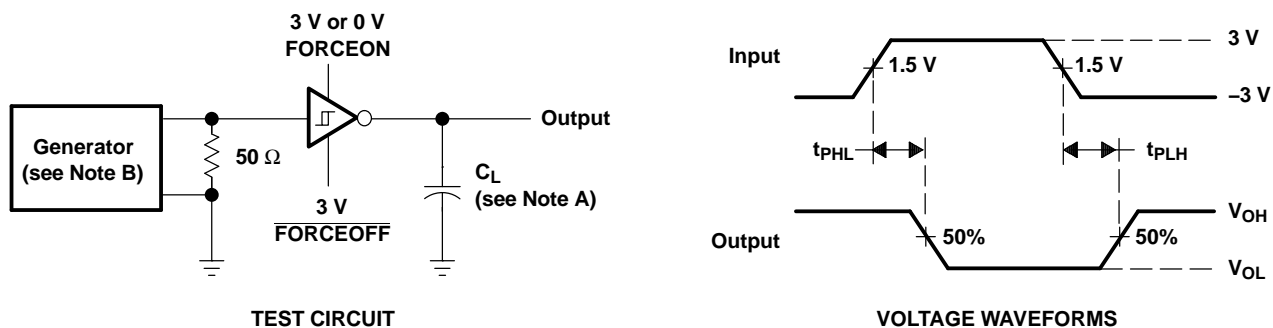 3 V or 0 V
FORCEON
Generator
(see Note B)
50 Ω
3 V
FORCEOFF
C_L
(see Note A)
Output
TEST CIRCUIT
Input
1.5 V
1.5 V
3 V
–3 V
t_PHL
t_PLH
Output
50%
50%
V_OH
V_OL
VOLTAGE WAVEFORMS